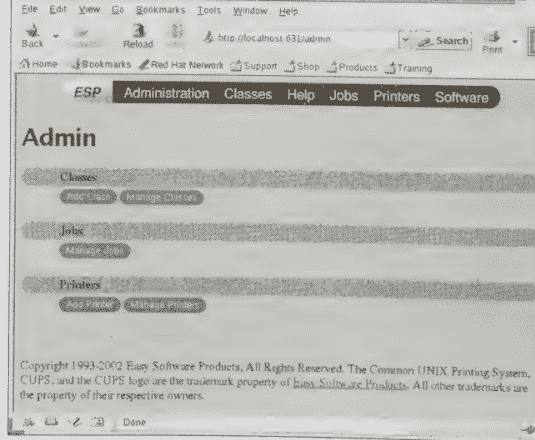 File Edit View Go Bookmarks Tools Window Help
Back Reload http://localhost:631/admin Search Print
Home Bookmarks Red Hat Network Support Shop Products Training
ESP Administration Classes Help Jobs Printers Software
Admin
Classes
Add Class Manage Classes
Jobs
Manage Jobs
Printers
Add Printer Manage Printers
Copyright 1993-2002 Easy Software Products, All Rights Reserved. The Common UNIX Printing System,
CUPS, and the CUPS logo are the trademark property of Easy Software Products. All other trademarks are
the property of their respective owners.
Done